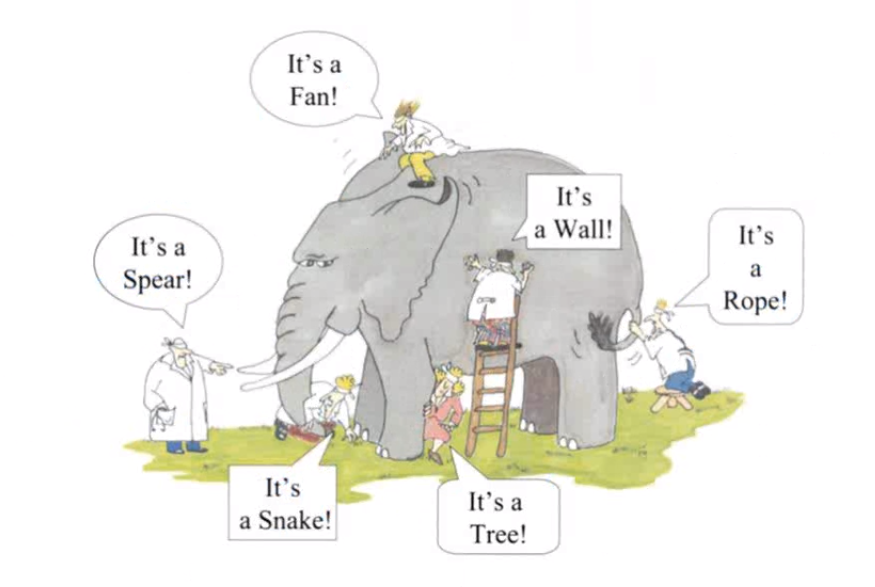 It's a
Fan!
It's
a Wall!
It's a
Spear!
It's
a
Rope!
It's
a Snake!
It's a
Tree!